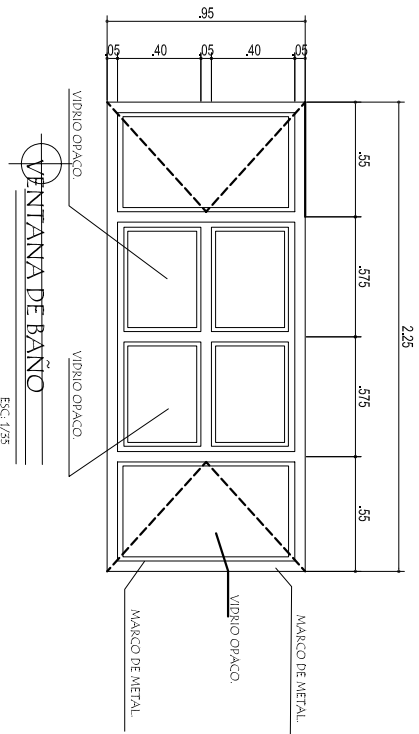 2.25
.55
.575
.575
.55
.95
.05
.40
.05
.40
.05
MARCO DE METAL.
VIDRIO OPACO.
MARCO DE METAL.
VIDRIO OPACO.
VIDRIO OPACO.
VENTANA DE BAÑO
ESC: 1/35